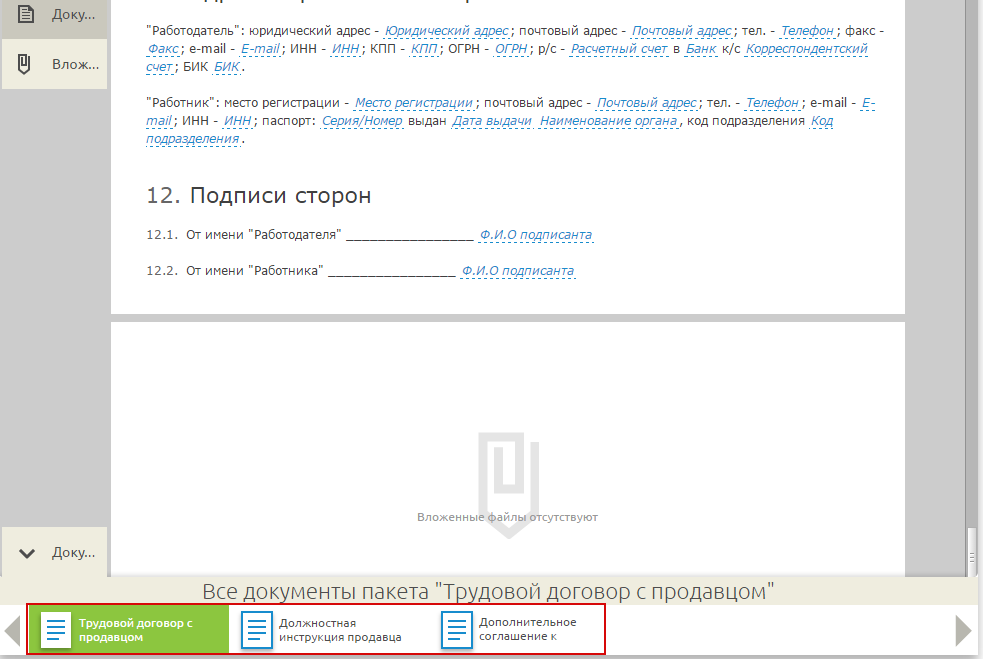 Доку...
Влож...
"Работодатель": юридический адрес - Юридический адрес; почтовый адрес - Почтовый адрес; тел. - Телефон; факс -
Факс; e-mail - E-mail; ИНН - ИНН; КПП - КПП; ОГРН - ОГРН; р/с - Расчетный счет в Банк к/с Корреспондентский
счет; БИК БИК.
"Работник": место регистрации - Место регистрации; почтовый адрес - Почтовый адрес; тел. - Телефон; e-mail - E-
mail; ИНН - ИНН; паспорт: Серия/Номер выдан Дата выдачи Наименование органа, код подразделения Код
подразделения.
12. Подписи сторон
12.1. От имени "Работодателя" ________________ Ф.И.О подписанта
12.2. От имени "Работника" ________________ Ф.И.О подписанта
Вложенные файлы отсутствуют
Доку...
Все документы пакета "Трудовой договор с продавцом"
Трудовой договор с
продавцом
Должностная
инструкция продавца
Дополнительное
соглашение к